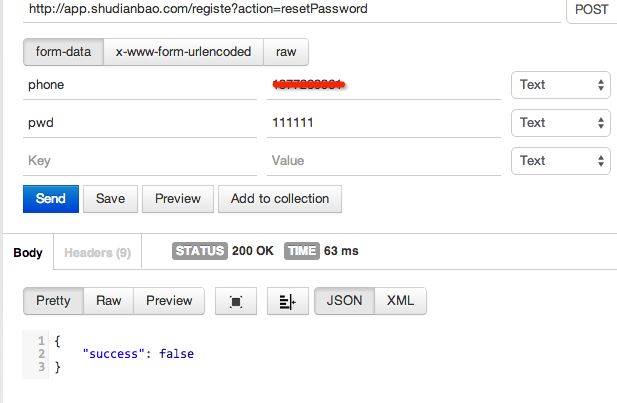 http://app.shudianbao.com/registe?action=resetPassword POST
form-data x-www-form-urlencoded raw
phone Text
pwd 111111 Text
Key Value Text
Send Save Preview Add to collection
Body Headers (9) STATUS 200 OK TIME 63 ms
Pretty Raw Preview JSON XML
1 {
2 "success": false
3 }